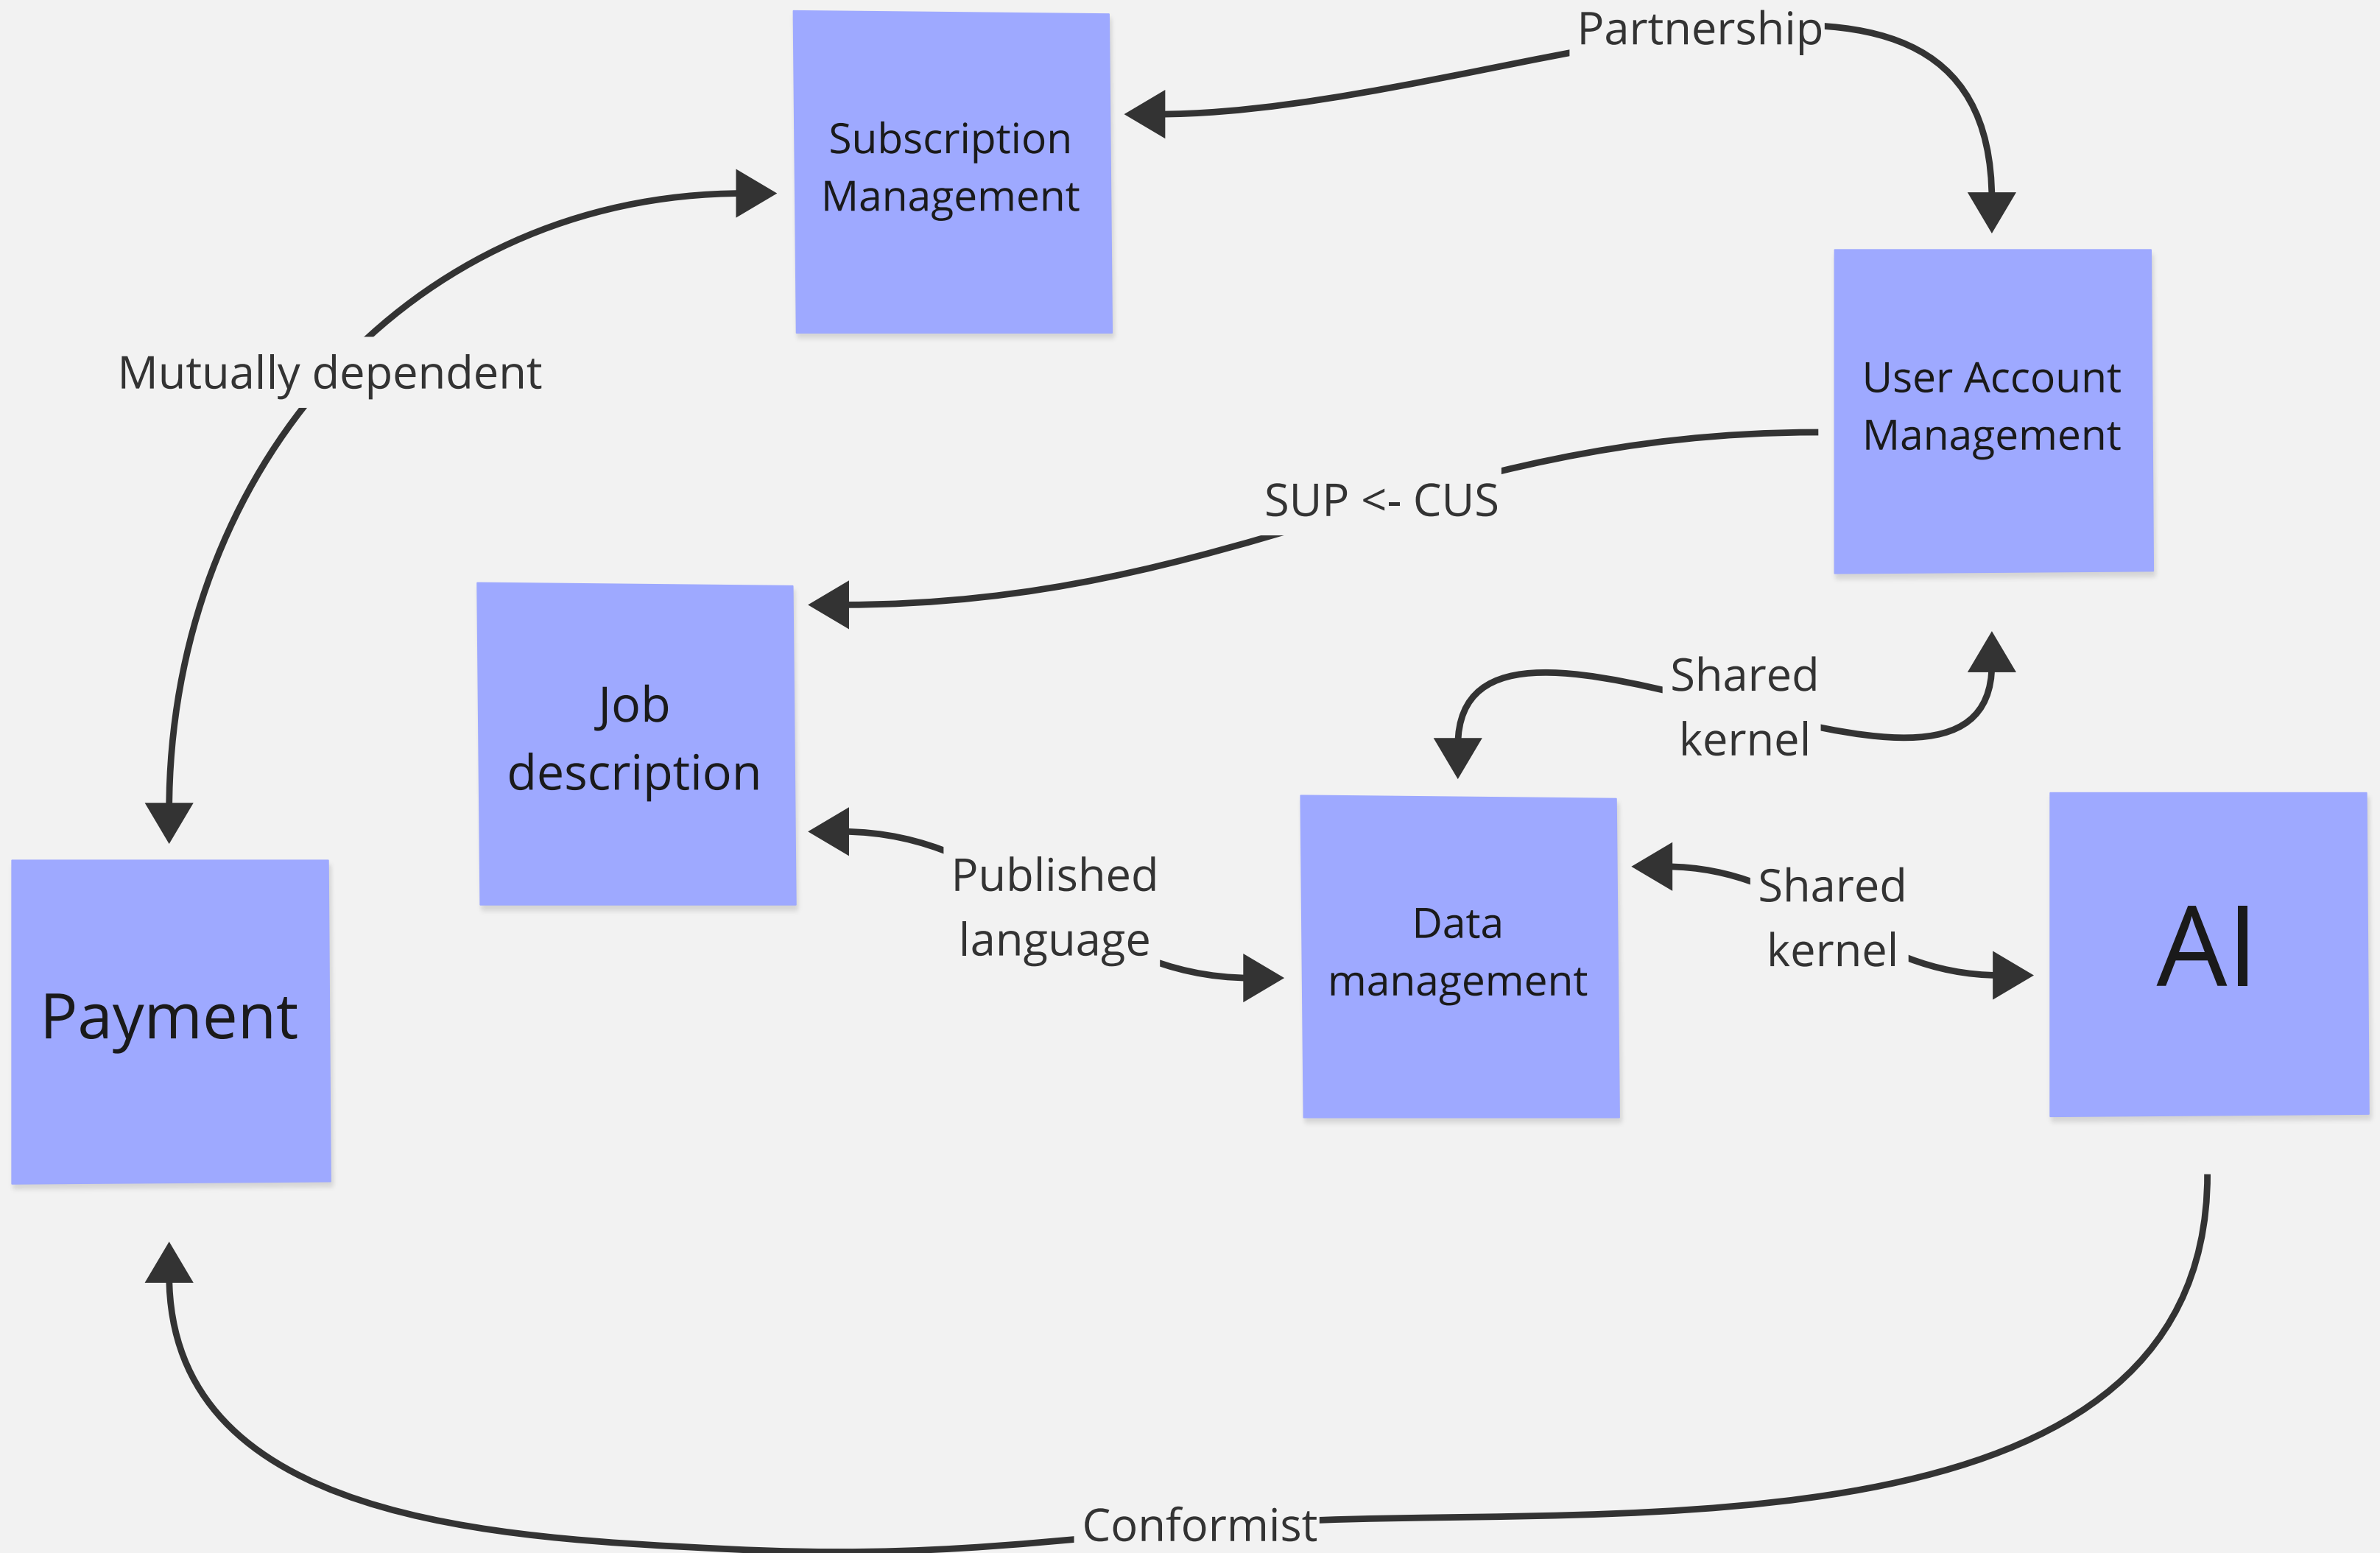 Partnership
Subscription
Management
Mutually dependent
User Account
Management
SUP <- CUS
Job
description
Shared
kernel
Published
language
Data
management
Shared
kernel
AI
Payment
Conformist